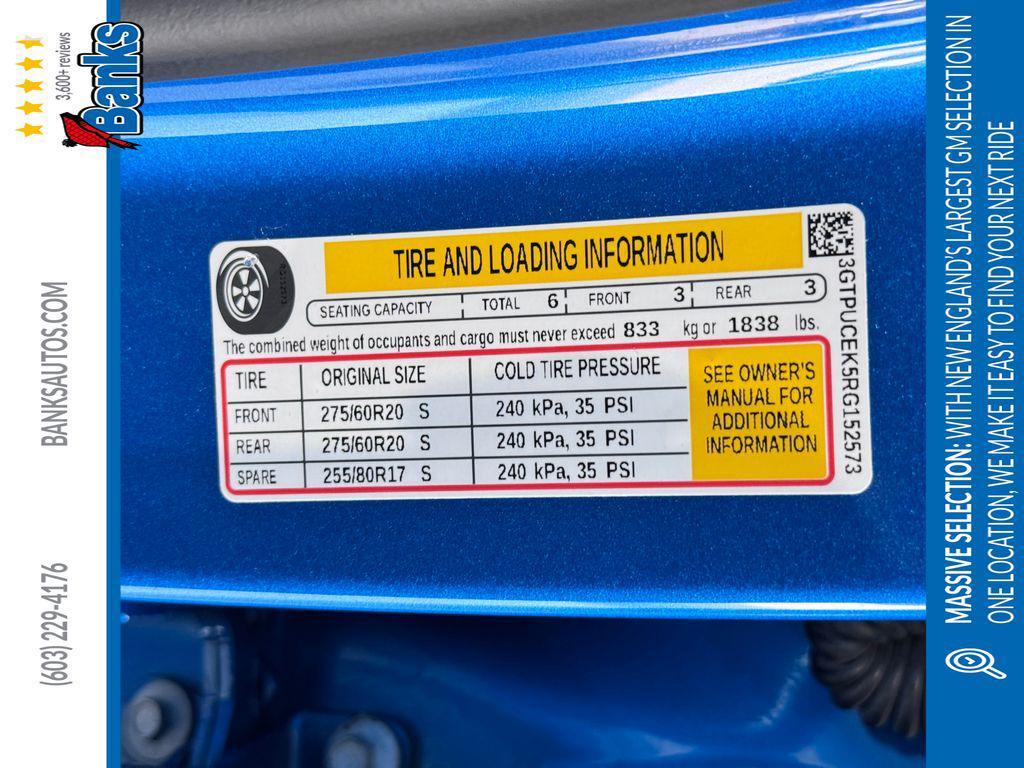 TIRE AND LOADING INFORMATION
SEATING CAPACITY TOTAL 6 FRONT 3 REAR 3
The combined weight of occupants and cargo must never exceed 833 kg or 1838 lbs.
TIRE ORIGINAL SIZE COLD TIRE PRESSURE
FRONT 275/60R20 S 240 kPa, 35 PSI
REAR 275/60R20 S 240 kPa, 35 PSI
SPARE 255/80R17 S 240 kPa, 35 PSI
SEE OWNER'S
MANUAL FOR
ADDITIONAL
INFORMATION
3GTPUCEK5RG152573
(603) 229-4176
BANKSAUTOS.COM
3,600+ reviews
Banks
MASSIVE SELECTION: WITH NEW ENGLAND'S LARGEST GM SELECTION IN
ONE LOCATION, WE MAKE IT EASY TO FIND YOUR NEXT RIDE